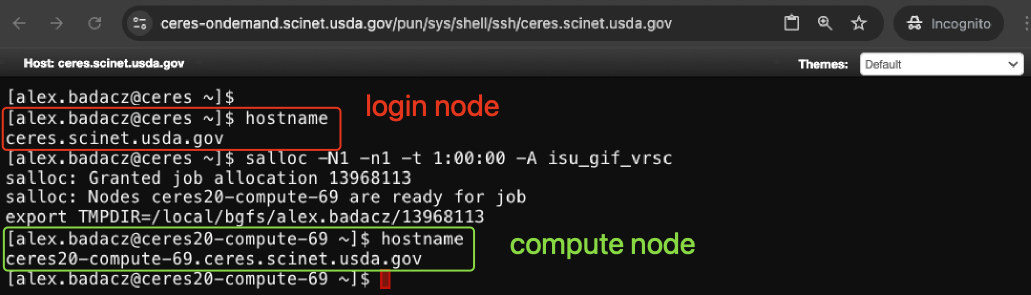 ceres-ondemand.scinet.usda.gov/pun/sys/shell/ssh/ceres.scinet.usda.gov
Incognito
Host: ceres.scinet.usda.gov
Themes:
Default
[alex.badacz@ceres ~]$
[alex.badacz@ceres ~]$ hostname
login node
ceres.scinet.usda.gov
[alex.badacz@ceres ~]$ salloc -N1 -n1 -t 1:00:00 -A isu_gif_vrsc
salloc: Granted job allocation 13968113
salloc: Nodes ceres20-compute-69 are ready for job
export TMPDIR=/local/bgfs/alex.badacz/13968113
[alex.badacz@ceres20-compute-69 ~]$ hostname
compute node
ceres20-compute-69.ceres.scinet.usda.gov
[alex.badacz@ceres20-compute-69 ~]$